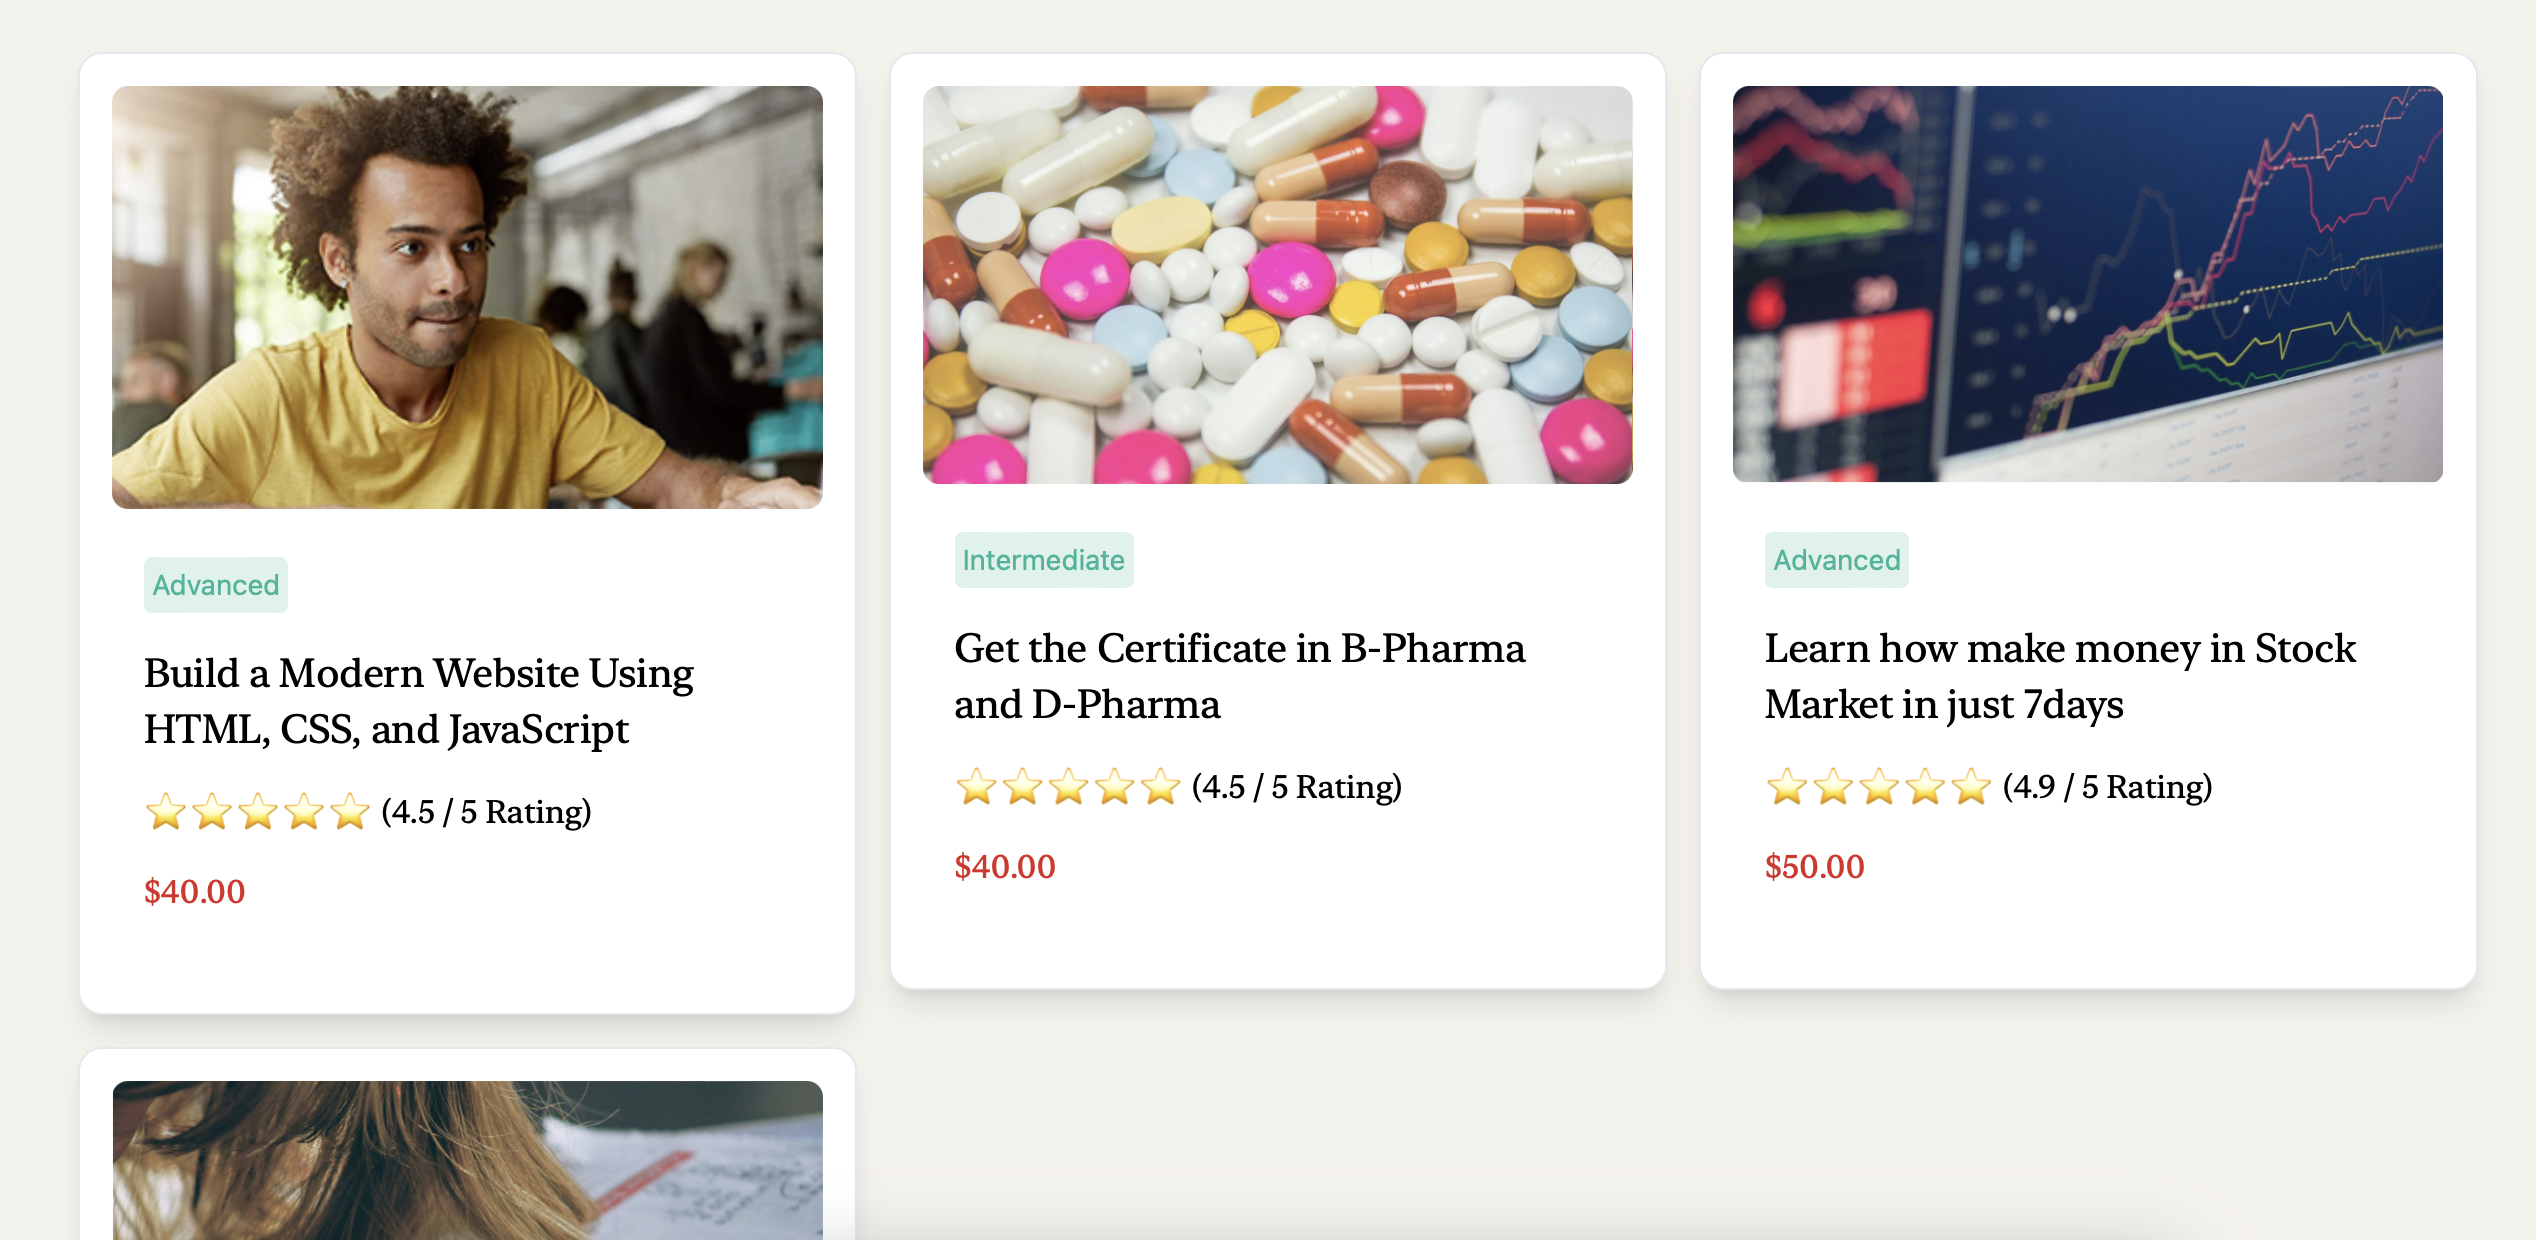 Advanced
Build a Modern Website Using
HTML, CSS, and JavaScript
⭐⭐⭐⭐⭐ (4.5 / 5 Rating)
$40.00
Intermediate
Get the Certificate in B-Pharma
and D-Pharma
⭐⭐⭐⭐⭐ (4.5 / 5 Rating)
$40.00
Advanced
Learn how make money in Stock
Market in just 7days
⭐⭐⭐⭐⭐ (4.9 / 5 Rating)
$50.00